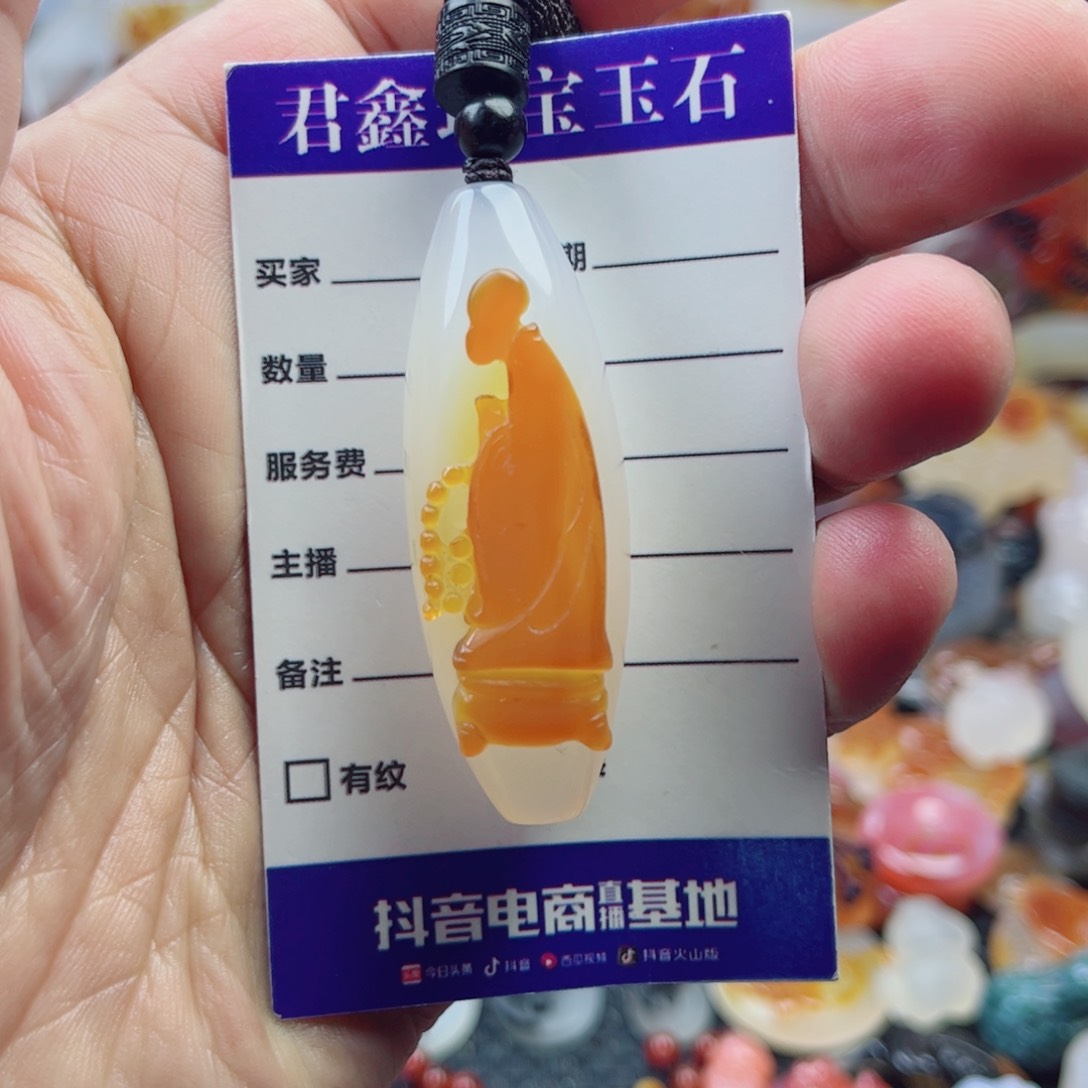 君鑫 宝玉石
买家 期
数量
服务费
主播
备注
有纹
抖音电商直播基地
今日头条 抖音 西瓜视频 抖音火山版